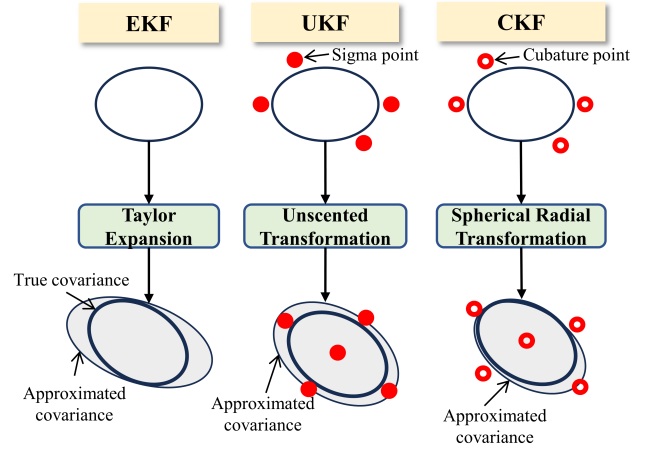 EKF
UKF
CKF
Sigma point
Cubature point
Taylor
Expansion
Unscented
Transformation
Spherical Radial
Transformation
True covariance
Approximated
covariance
Approximated
covariance
Approximated
covariance